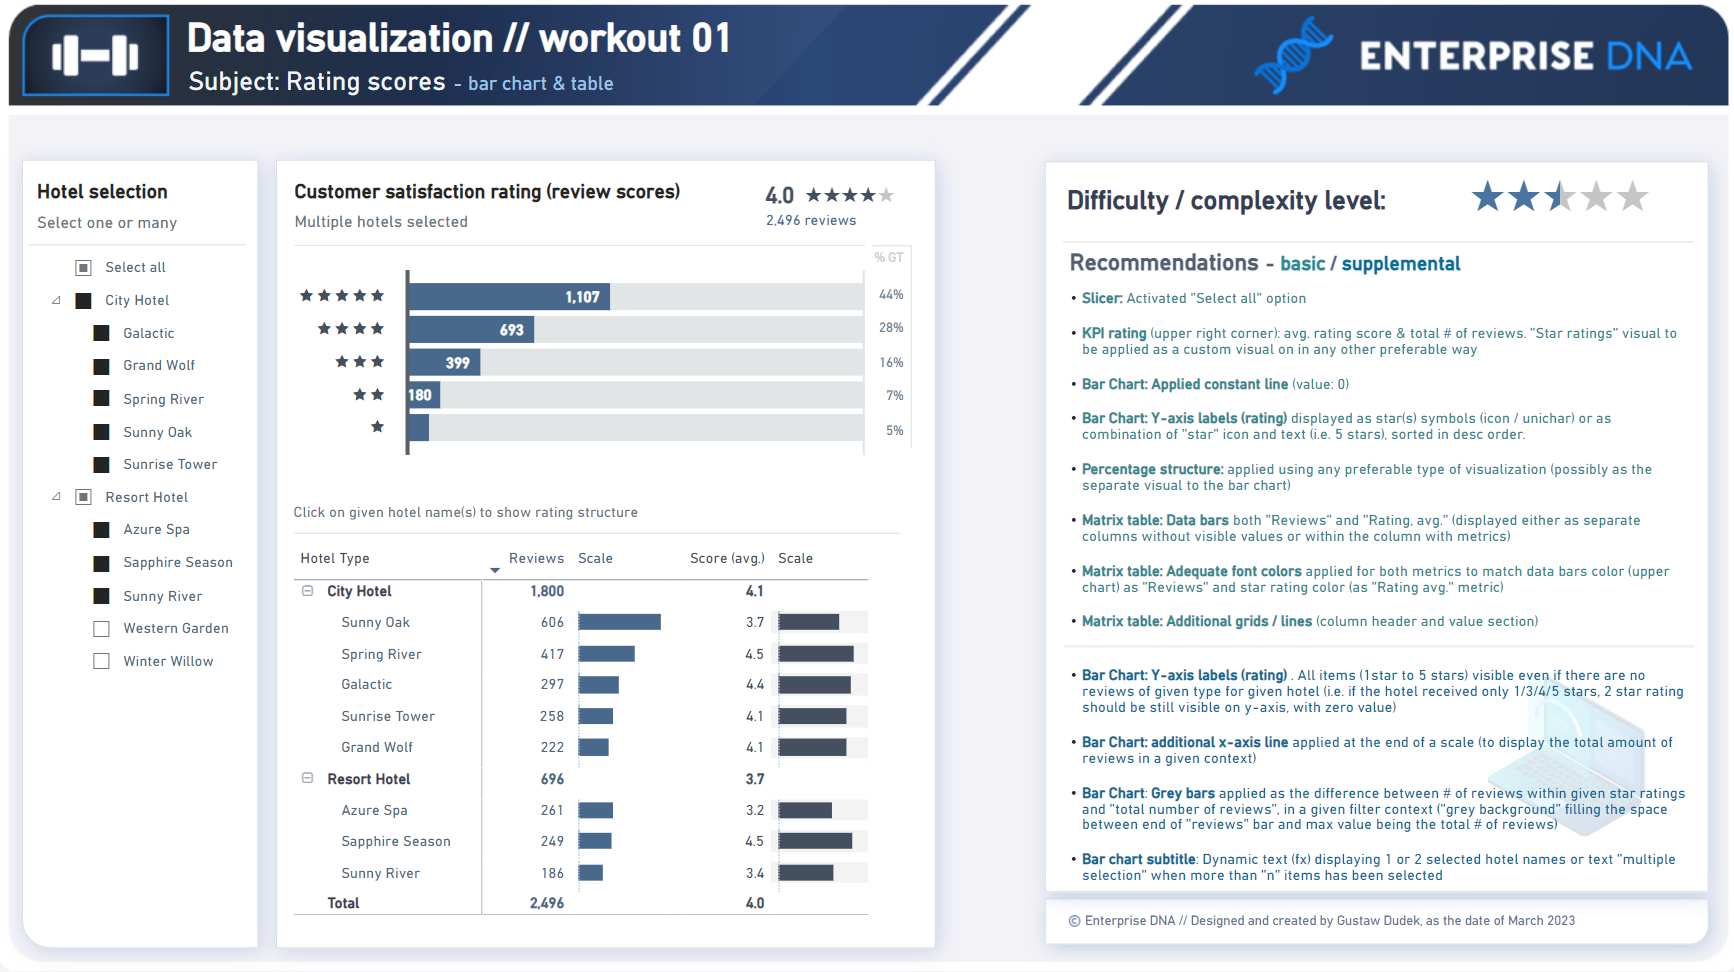 Data visualization // workout 01
Subject: Rating scores - bar chart & table
ENTERPRISE DNA
Hotel selection
Select one or many
Select all
City Hotel
Galactic
Grand Wolf
Spring River
Sunny Oak
Sunrise Tower
Resort Hotel
Azure Spa
Sapphire Season
Sunny River
Western Garden
Winter Willow
Customer satisfaction rating (review scores)
Multiple hotels selected
4.0 ★★★★★
2,496 reviews
% GT
★★★★★ 1,107 44%
★★★★ 693 28%
★★★ 399 16%
★★ 180 7%
★ 5%
Click on given hotel name(s) to show rating structure
Hotel Type Reviews Scale Score (avg.) Scale
City Hotel 1,800 4.1
Sunny Oak 606 3.7
Spring River 417 4.5
Galactic 297 4.4
Sunrise Tower 258 4.1
Grand Wolf 222 4.1
Resort Hotel 696 3.7
Azure Spa 261 3.2
Sapphire Season 249 4.5
Sunny River 186 3.4
Total 2,496 4.0
Difficulty / complexity level: ★★★★★
Recommendations - basic / supplemental
• Slicer: Activated "Select all" option
• KPI rating (upper right corner): avg. rating score & total # of reviews. "Star ratings" visual to
be applied as a custom visual on in any other preferable way
• Bar Chart: Applied constant line (value: 0)
• Bar Chart: Y-axis labels (rating) displayed as star(s) symbols (icon / unichar) or as
combination of "star" icon and text (i.e. 5 stars), sorted in desc order.
• Percentage structure: applied using any preferable type of visualization (possibly as the
separate visual to the bar chart)
• Matrix table: Data bars both "Reviews" and "Rating, avg." (displayed either as separate
columns without visible values or within the column with metrics)
• Matrix table: Adequate font colors applied for both metrics to match data bars color (upper
chart) as "Reviews" and star rating color (as "Rating avg." metric)
• Matrix table: Additional grids / lines (column header and value section)
• Bar Chart: Y-axis labels (rating) . All items (1star to 5 stars) visible even if there are no
reviews of given type for given hotel (i.e. if the hotel received only 1/3/4/5 stars, 2 star rating
should be still visible on y-axis, with zero value)
• Bar Chart: additional x-axis line applied at the end of a scale (to display the total amount of
reviews in a given context)
• Bar Chart: Grey bars applied as the difference between # of reviews within given star ratings
and "total number of reviews", in a given filter context ("grey background" filling the space
between end of "reviews" bar and max value being the total # of reviews)
• Bar chart subtitle: Dynamic text (fx) displaying 1 or 2 selected hotel names or text "multiple
selection" when more than "n" items has been selected
© Enterprise DNA // Designed and created by Gustaw Dudek, as the date of March 2023